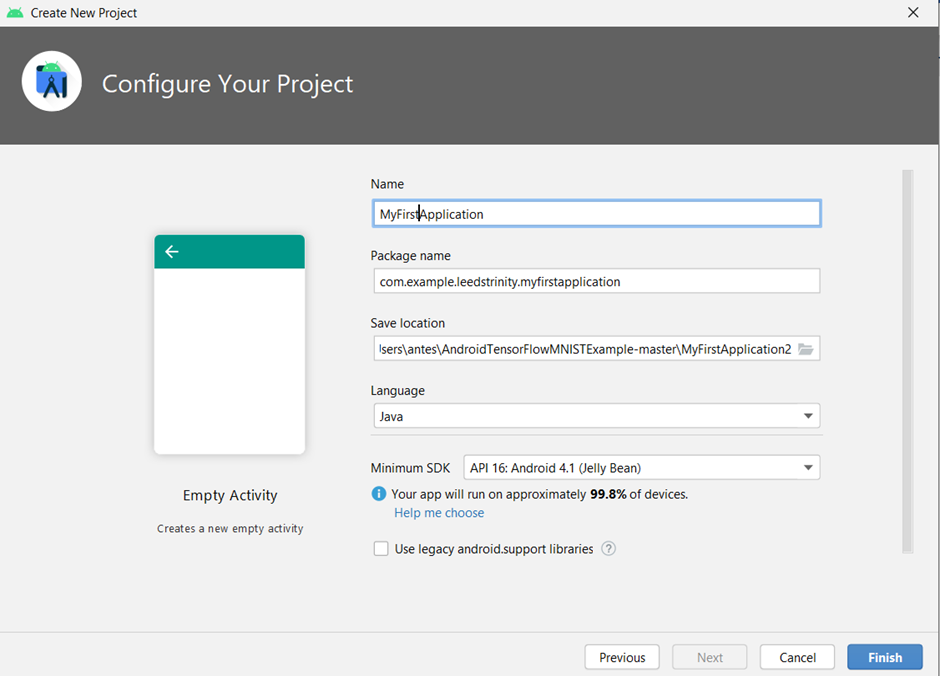 Create New Project
Configure Your Project
Name
MyFirstApplication
Package name
com.example.leedstrinity.myfirstapplication
Save location
sers\antes\AndroidTensorFlowMNISTExample-master\MyFirstApplication2
Language
Java
Minimum SDK API 16: Android 4.1 (Jelly Bean)
Your app will run on approximately 99.8% of devices.
Help me choose
Use legacy android.support libraries ?
Empty Activity
Creates a new empty activity
Previous Next Cancel Finish